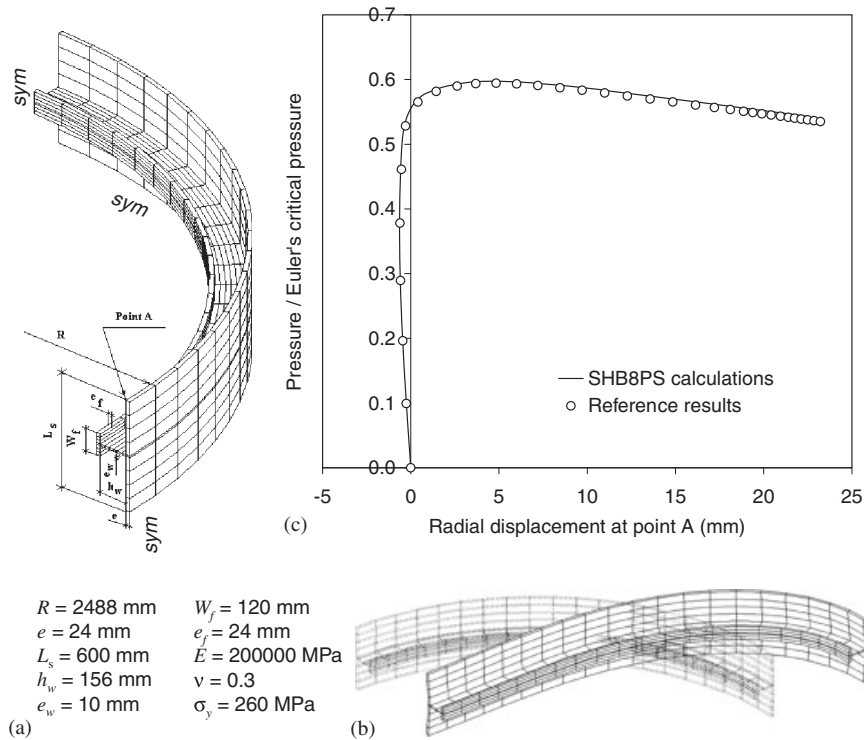 sym
sym
Point A
R
e_f
L_s
W_f
e_w
h_w
e
sym
(a)
R = 2488 mm
e = 24 mm
L_s = 600 mm
h_w = 156 mm
e_w = 10 mm
W_f = 120 mm
e_f = 24 mm
E = 200000 MPa
ν = 0.3
σ_y = 260 MPa
(b)
(c)
Pressure / Euler's critical pressure
0.7
0.6
0.5
0.4
0.3
0.2
0.1
0.0
-5
0
5
10
15
20
25
Radial displacement at point A (mm)
SHB8PS calculations
Reference results